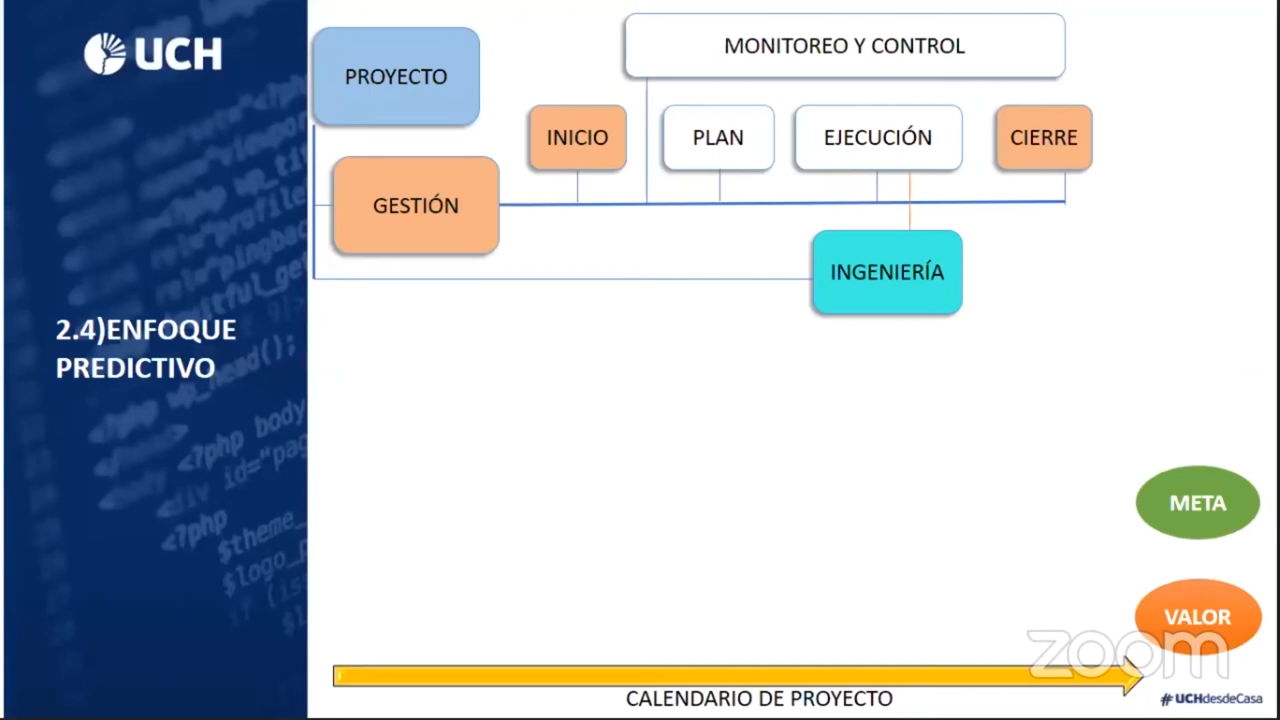 UCH
PROYECTO
MONITOREO Y CONTROL
INICIO
PLAN
EJECUCIÓN
CIERRE
GESTIÓN
INGENIERÍA
2.4)ENFOQUE
PREDICTIVO
META
VALOR
zoom
CALENDARIO DE PROYECTO
#UCHdesdeCasa